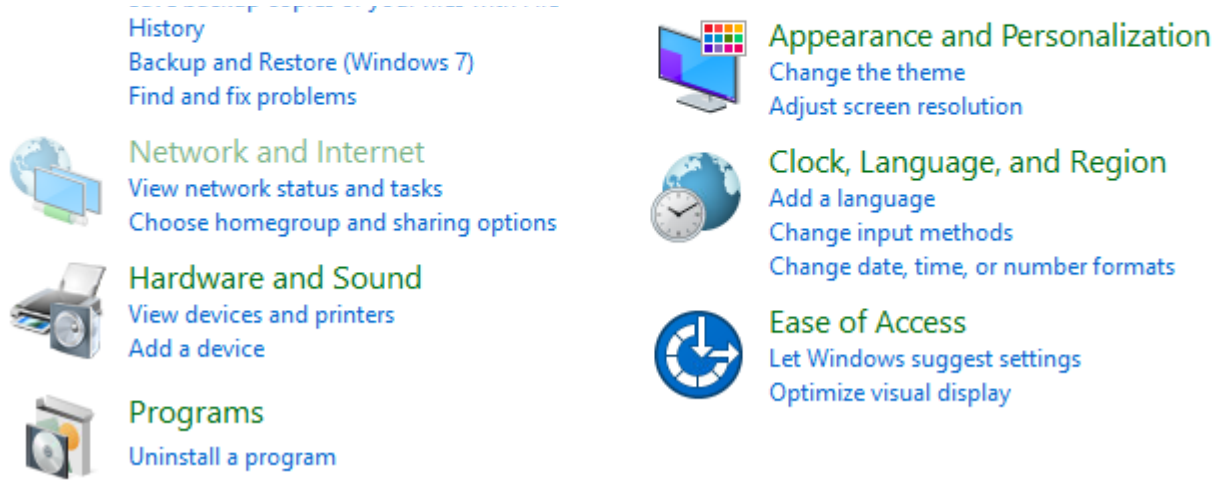 History
Backup and Restore (Windows 7)
Find and fix problems
Network and Internet
View network status and tasks
Choose homegroup and sharing options
Hardware and Sound
View devices and printers
Add a device
Programs
Uninstall a program
Appearance and Personalization
Change the theme
Adjust screen resolution
Clock, Language, and Region
Add a language
Change input methods
Change date, time, or number formats
Ease of Access
Let Windows suggest settings
Optimize visual display